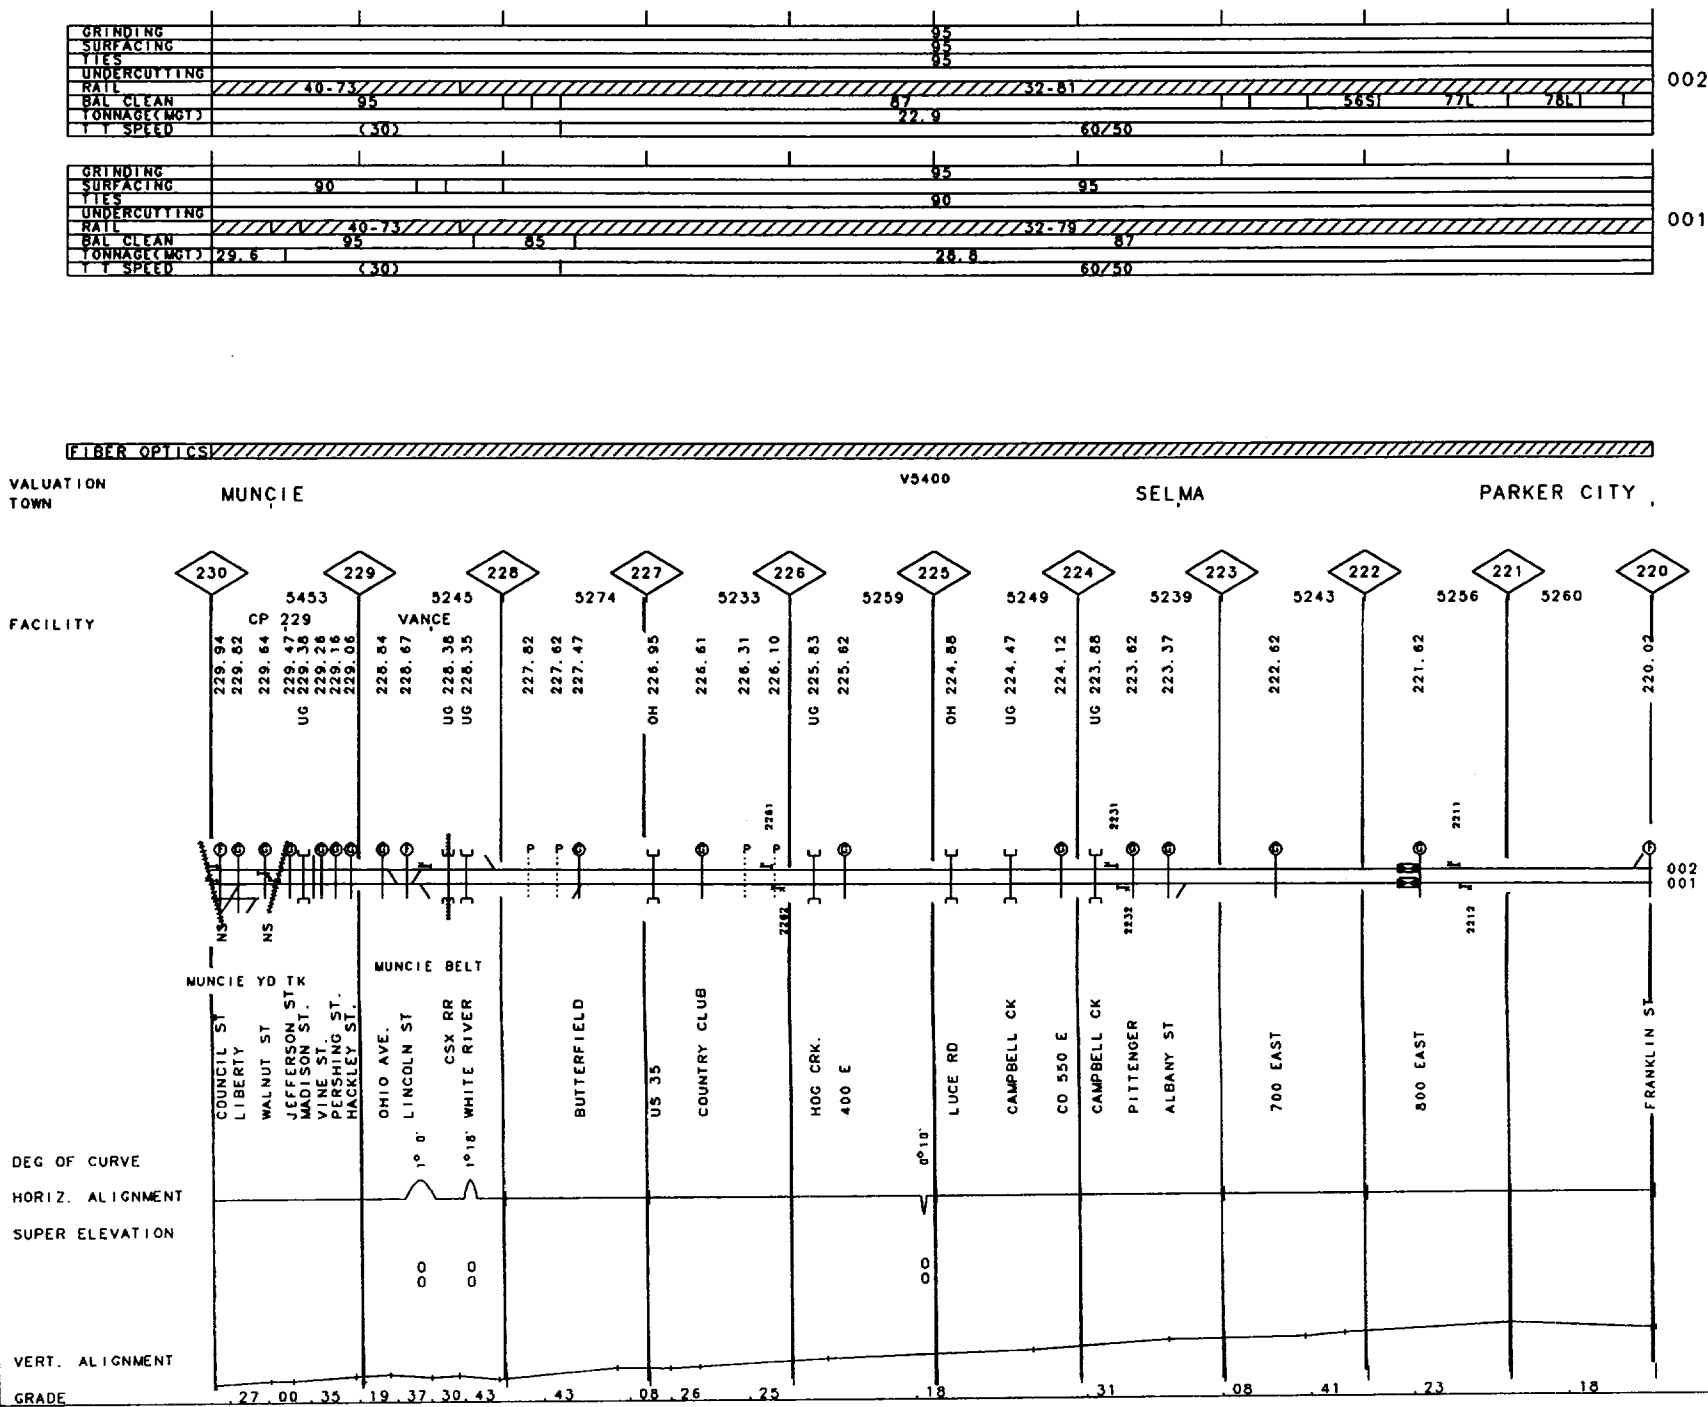 GRINDING 95
SURFACING 95
TIES 95
UNDERCUTTING
RAIL 40-73 32-81
BAL CLEAN 95 87 56S 77L 78L
TONNAGE(MGT) 22.9
T T SPEED (30) 60/50
002
GRINDING 95
SURFACING 90 95
TIES 90
UNDERCUTTING
RAIL 40-73 32-79
BAL CLEAN 95 85 87
TONNAGE(MGT) 29.6 28.8
T T SPEED (30) 60/50
001
FIBER OPTICS
VALUATION V5400
TOWN MUNCIE SELMA PARKER CITY
230 229 228 227 226 225 224 223 222 221 220
5453 5245 5274 5233 5259 5249 5239 5243 5256 5260
FACILITY CP 229 VANCE
229.94
229.82
229.64
229.47
UG 229.38
229.26
229.16
229.06
228.84
228.67
UG 228.38
UG 228.35
227.82
227.62
227.47
OH 226.95
226.61
226.31
226.10
UG 225.83
225.62
OH 224.88
UG 224.47
224.12
UG 223.88
223.62
223.37
222.62
221.62
220.02
2261 2231 2211
G G G G G G P P G G P P G G G G G G
002
001
NS NS 2262 2232 2212
MUNCIE YD TK MUNCIE BELT
COUNCIL ST
LIBERTY
WALNUT ST
JEFFERSON ST
MADISON ST.
VINE ST.
PERSHING ST.
HACKLEY ST.
OHIO AVE.
LINCOLN ST
CSX RR
WHITE RIVER
BUTTERFIELD
US 35
COUNTRY CLUB
HOG CRK.
400 E
LUCE RD
CAMPBELL CK
CO 550 E
CAMPBELL CK
PITTENGER
ALBANY ST
700 EAST
800 EAST
FRANKLIN ST
DEG OF CURVE 1° 0' 1°18' 0°10'
HORIZ. ALIGNMENT
SUPER ELEVATION
0 0 0
0 0 0
VERT. ALIGNMENT
GRADE .27 .00 .35 .19 .37 .30 .43 .43 .08 .26 .25 .18 .31 .08 .41 .23 .18